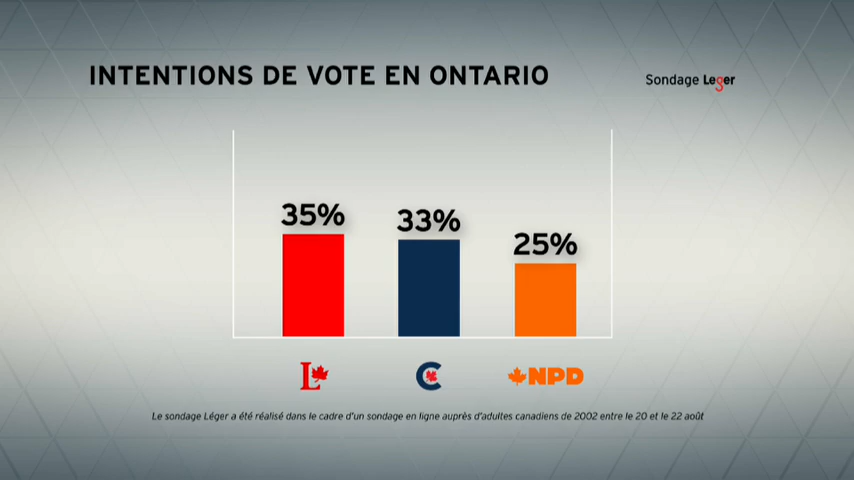 INTENTIONS DE VOTE EN ONTARIO
Sondage Leger
35%
33%
25%
L
C
NPD
Le sondage Léger a été réalisé dans le cadre d'un sondage en ligne auprès d'adultes canadiens de 2002 entre le 20 et le 22 août